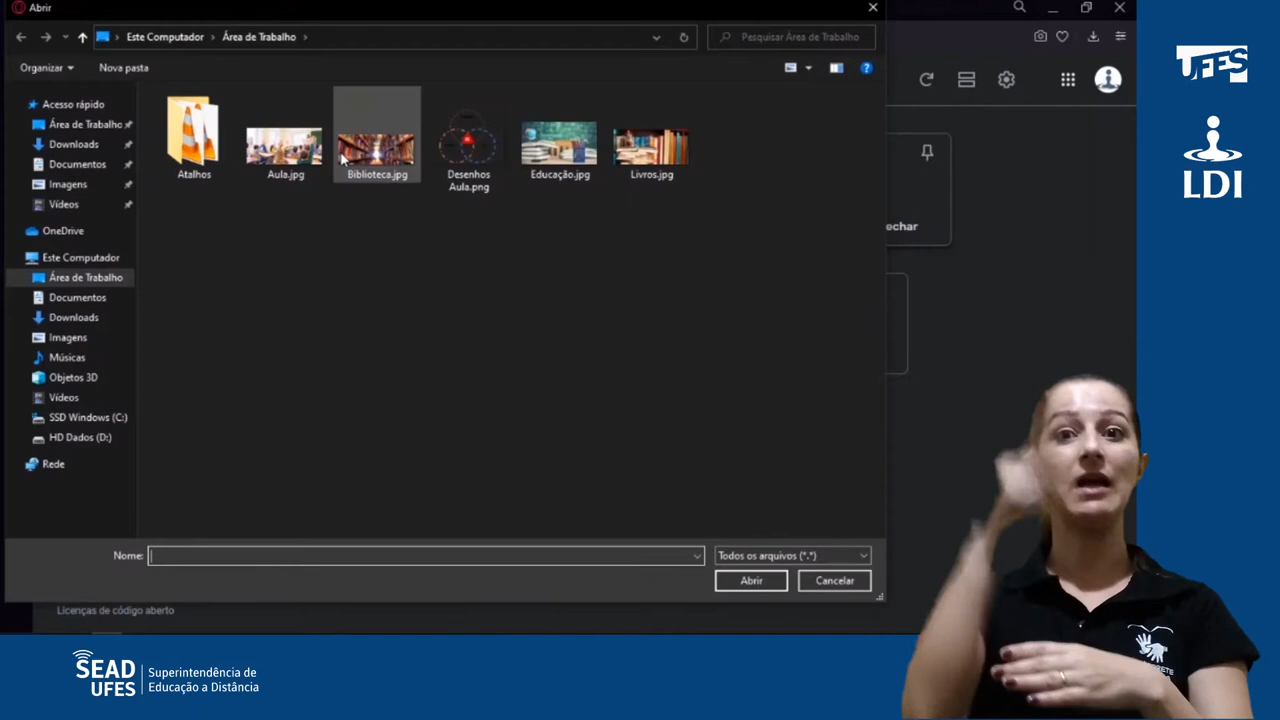 Abrir
Este Computador
Área de Trabalho
Pesquisar Área de Trabalho
Organizar
Nova pasta
Acesso rápido
Área de Trabalho
Downloads
Documentos
Imagens
Vídeos
OneDrive
Este Computador
Área de Trabalho
Documentos
Downloads
Imagens
Músicas
Objetos 3D
Vídeos
SSD Windows (C:)
HD Dados (D:)
Rede
Atalhos
Aula.jpg
Biblioteca.jpg
Desenhos
Aula.png
Educação.jpg
Livros.jpg
echar
Nome:
Todos os arquivos (*.*)
Abrir
Cancelar
Licenças de código aberto
UFES
LDI
SEAD
UFES
Superintendência de
Educação a Distância